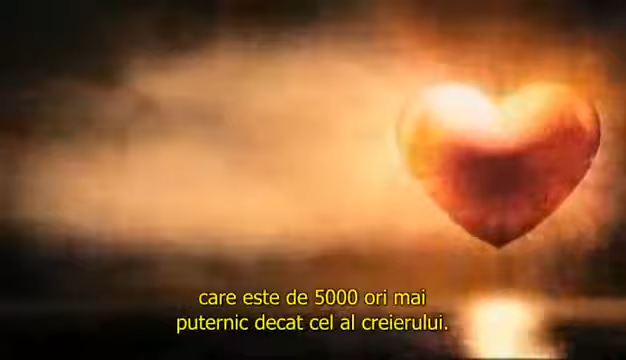 care este de 5000 ori mai
puternic decat cel al creierului.